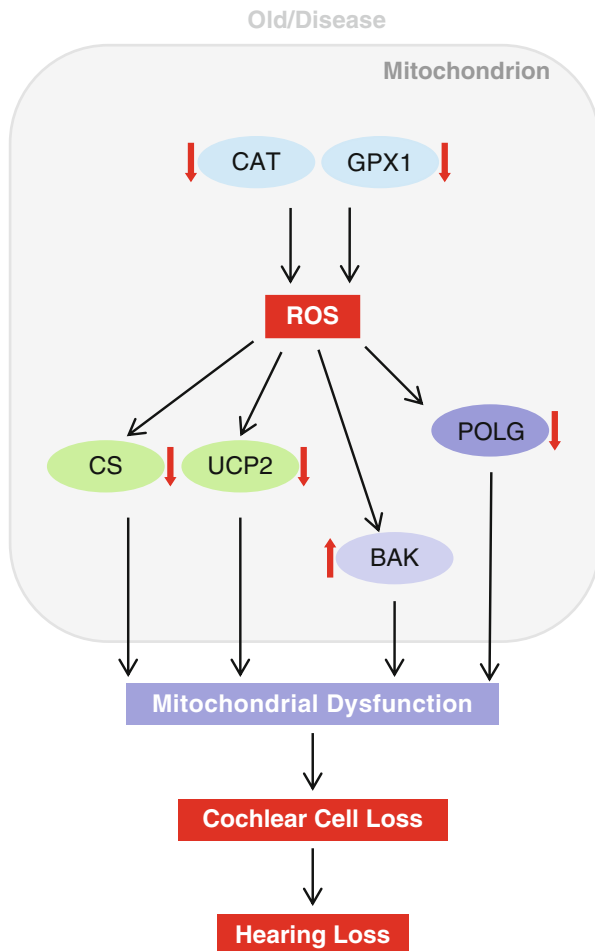 Old/Disease
Mitochondrion
CAT
GPX1
ROS
POLG
CS
UCP2
BAK
Mitochondrial Dysfunction
Cochlear Cell Loss
Hearing Loss